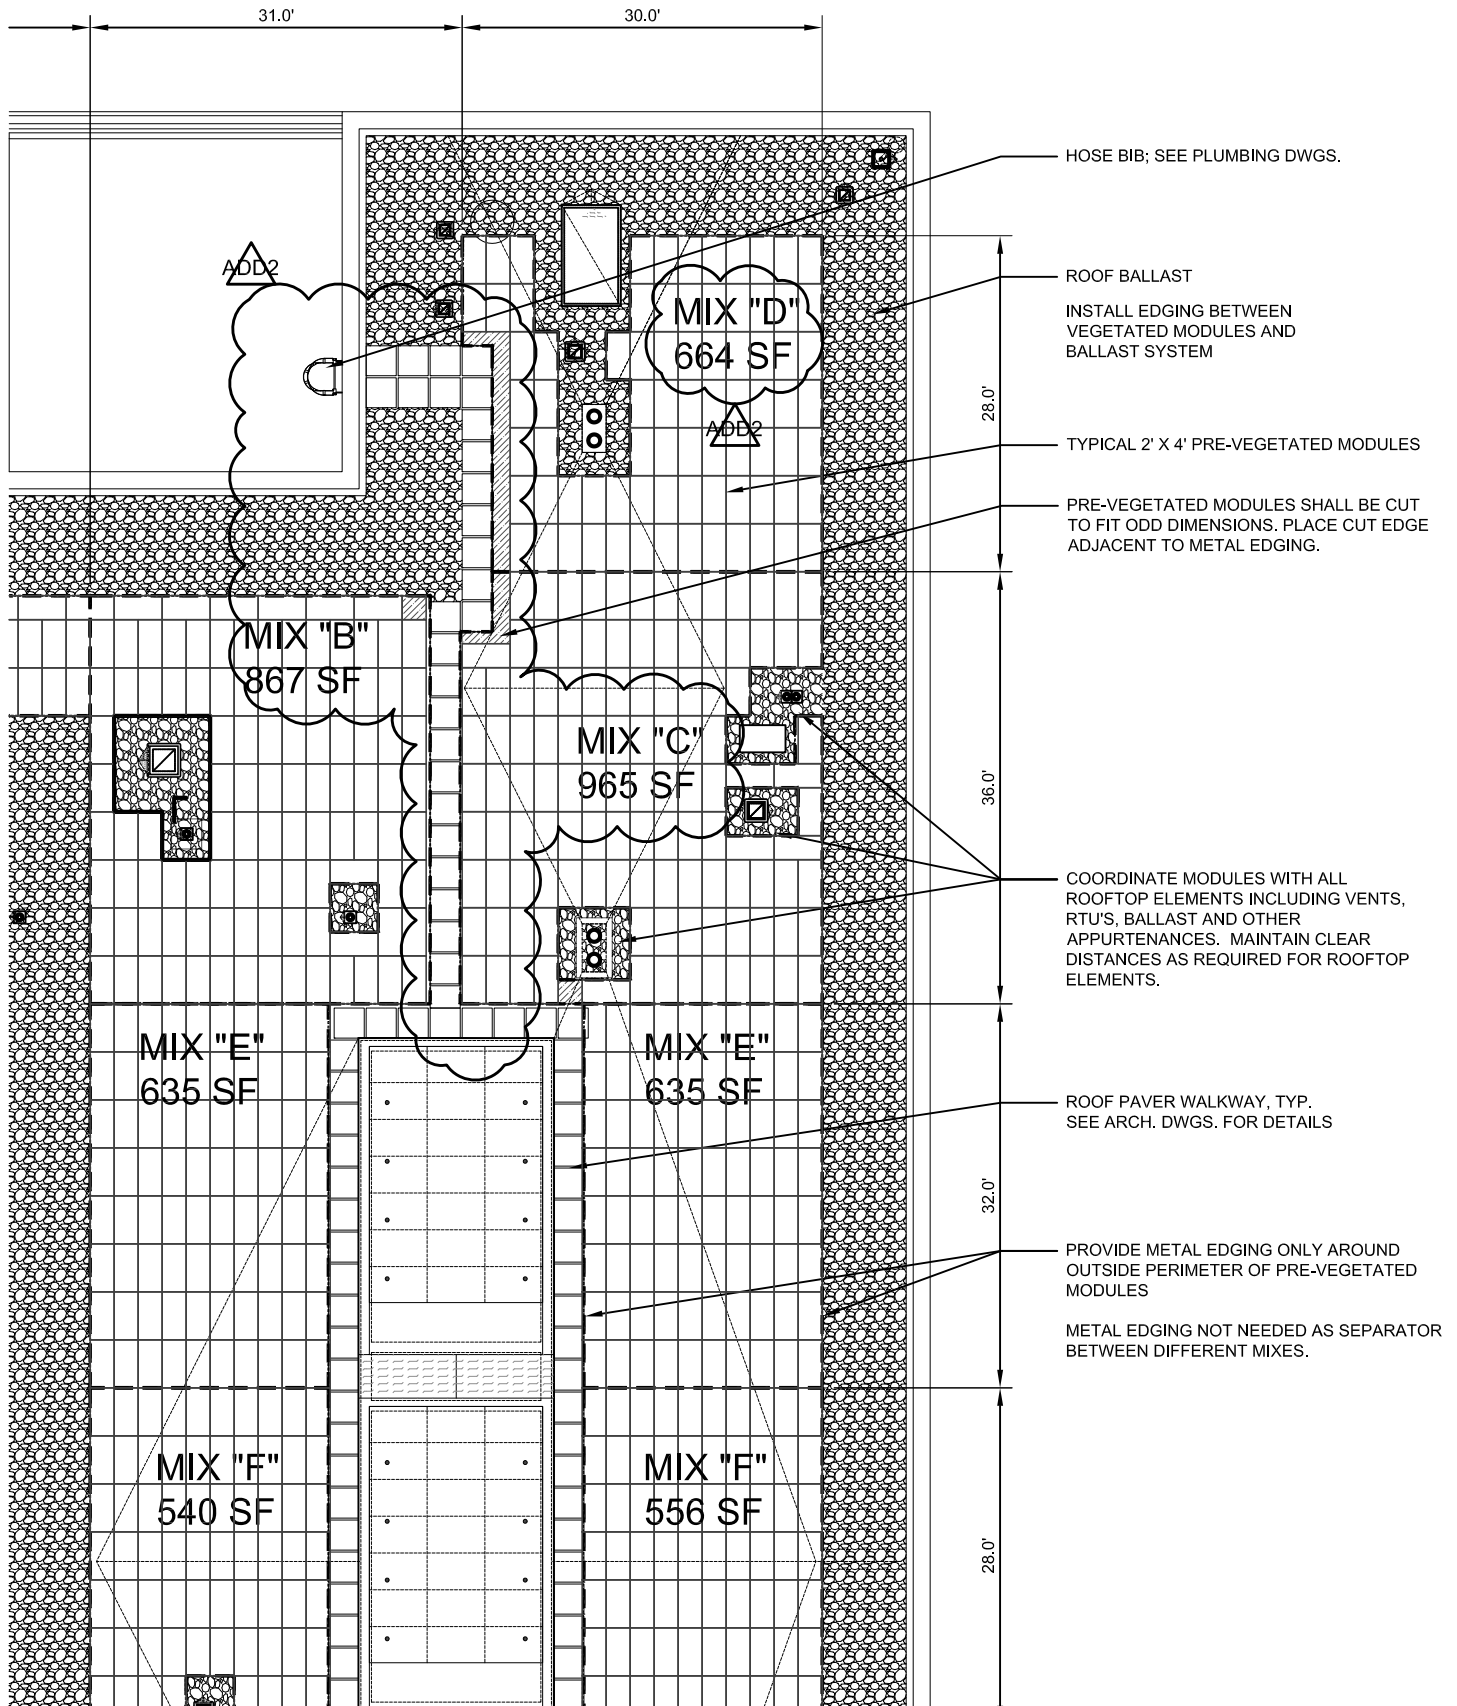 31.0'
30.0'
HOSE BIB; SEE PLUMBING DWGS.
ADD2
ROOF BALLAST
INSTALL EDGING BETWEEN
VEGETATED MODULES AND
BALLAST SYSTEM
MIX "D"
664 SF
28.0'
ADD2
TYPICAL 2' X 4' PRE-VEGETATED MODULES
PRE-VEGETATED MODULES SHALL BE CUT
TO FIT ODD DIMENSIONS. PLACE CUT EDGE
ADJACENT TO METAL EDGING.
MIX "B"
867 SF
MIX "C"
965 SF
36.0'
COORDINATE MODULES WITH ALL
ROOFTOP ELEMENTS INCLUDING VENTS,
RTU'S, BALLAST AND OTHER
APPURTENANCES. MAINTAIN CLEAR
DISTANCES AS REQUIRED FOR ROOFTOP
ELEMENTS.
MIX "E"
635 SF
MIX "E"
635 SF
ROOF PAVER WALKWAY, TYP.
SEE ARCH. DWGS. FOR DETAILS
32.0'
PROVIDE METAL EDGING ONLY AROUND
OUTSIDE PERIMETER OF PRE-VEGETATED
MODULES
METAL EDGING NOT NEEDED AS SEPARATOR
BETWEEN DIFFERENT MIXES.
MIX "F"
540 SF
MIX "F"
556 SF
28.0'